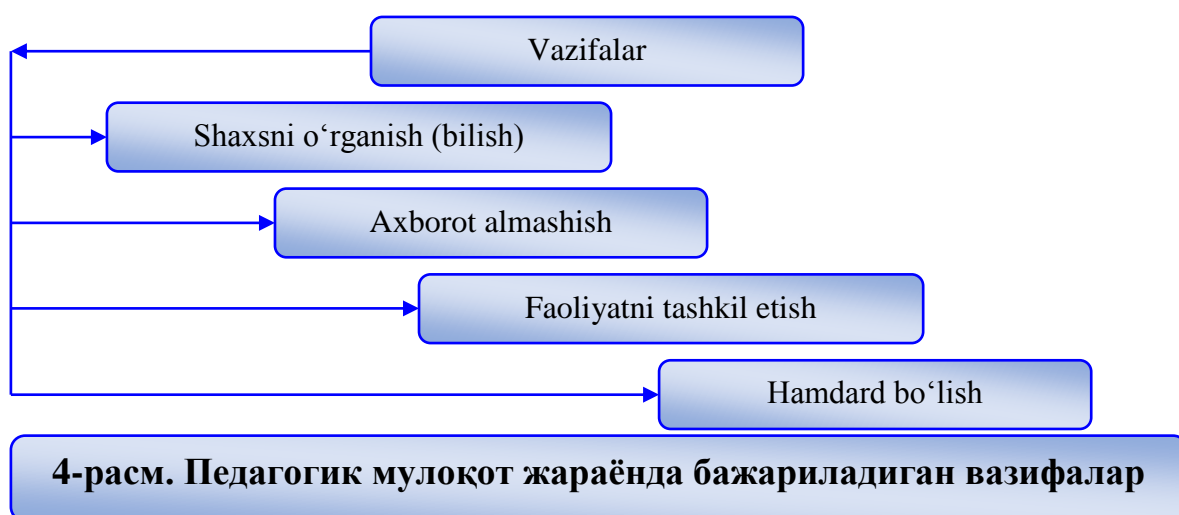 Vazifalar
Shaxsni o‘rganish (bilish)
Axborot almashish
Faoliyatni tashkil etish
Hamdard bo‘lish
4-расм. Педагогик мулоқот жараёнда бажариладиган вазифалар